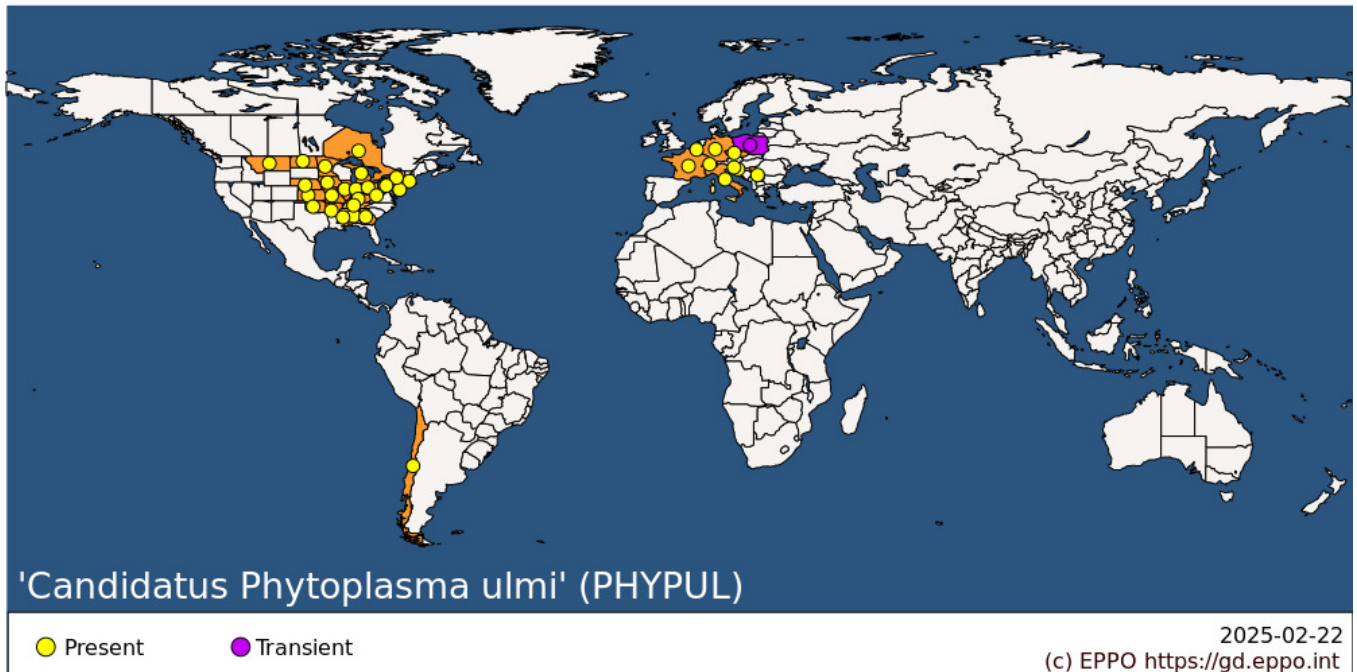 'Candidatus Phytoplasma ulmi' (PHYPUL)
Present
Transient
2025-02-22
(c) EPPO https://gd.eppo.int